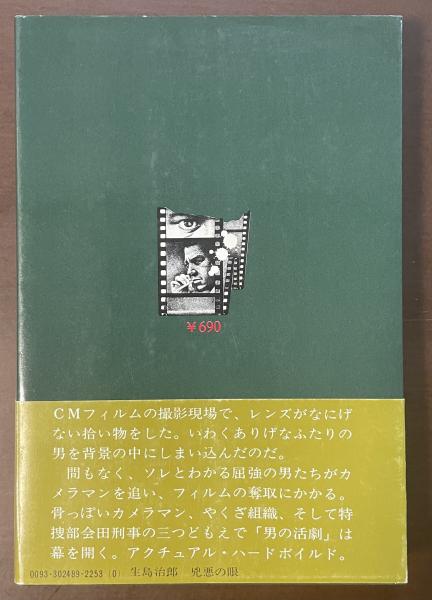 ¥690
CMフィルムの撮影現場で、レンズがなにげ
ない拾い物をした。いわくありげなふたりの
男を背景の中にしまい込んだのだ。
間もなく、ソレとわかる屈強の男たちがカ
メラマンを追い、フィルムの奪取にかかる。
骨っぽいカメラマン、やくざ組織、そして特
捜部会田刑事の三つどもえで「男の活劇」は
幕を開く。アクチュアル・ハードボイルド。
0093-302489-2253 (0) 生島治郎 兇悪の眼